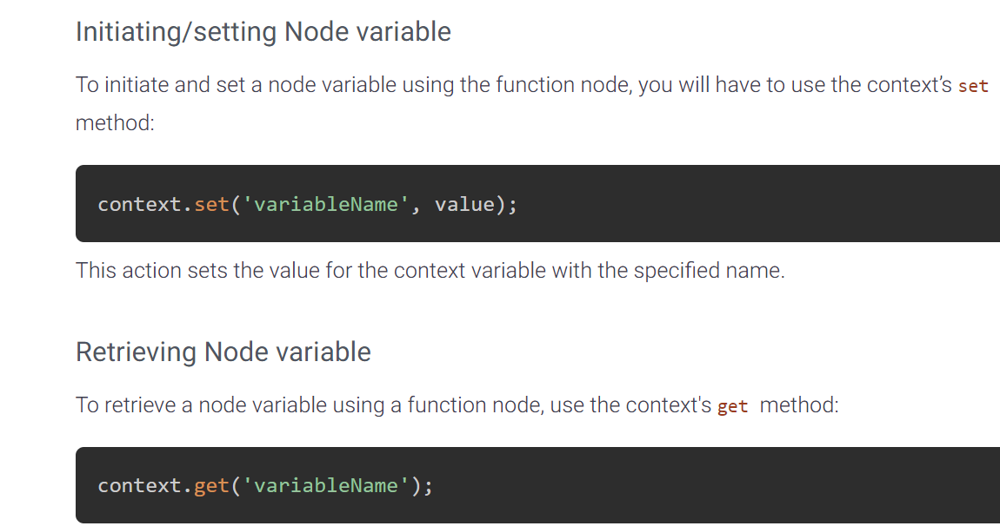 Initiating/setting Node variable
To initiate and set a node variable using the function node, you will have to use the context’s set
method:
context.set('variableName', value);
This action sets the value for the context variable with the specified name.
Retrieving Node variable
To retrieve a node variable using a function node, use the context's get method:
context.get('variableName');